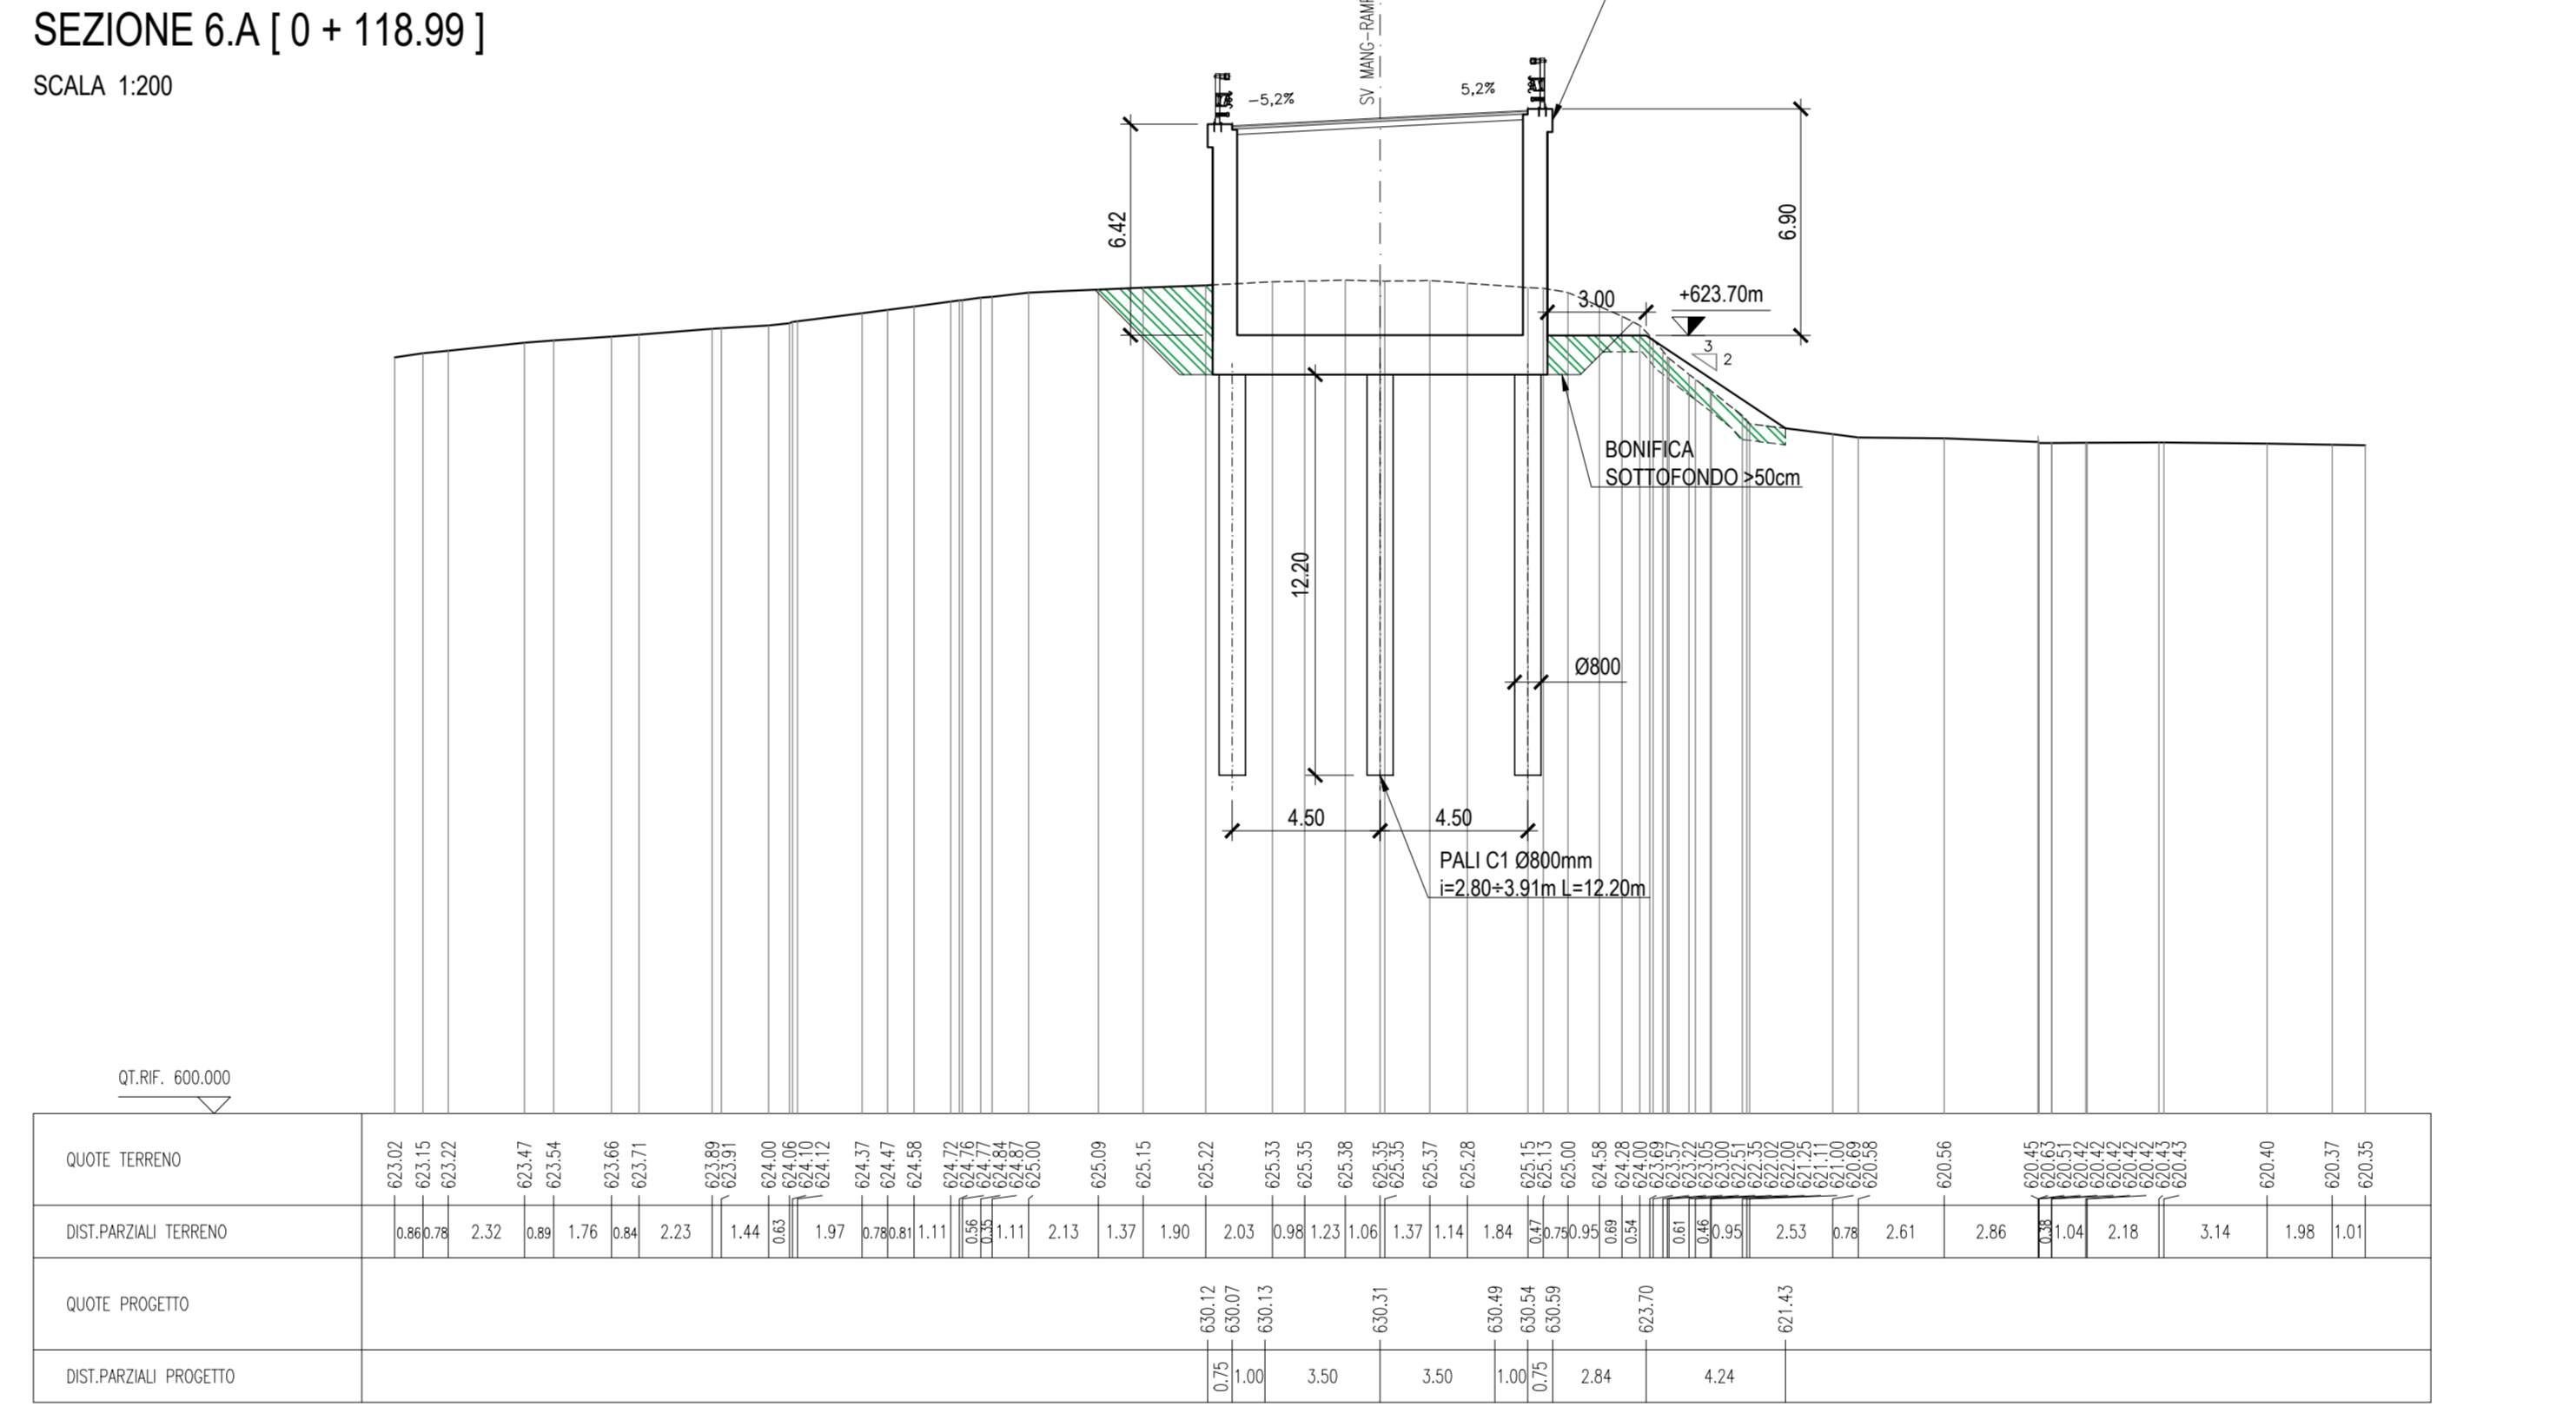 SEZIONE 6.A [ 0 + 118.99 ]
SCALA 1:200
SV MANG-RAMP
-5,2%
5,2%
6.42
6.90
3.00
+623.70m
3
2
BONIFICA
SOTTOFONDO >50cm
12.20
Ø800
4.50
4.50
PALI C1 Ø800mm
i=2.80÷3.91m L=12.20m
QT.RIF. 600.000
QUOTE TERRENO
623.02 623.15 623.22 623.47 623.54 623.66 623.71 623.89 623.91 624.00 624.06 624.10 624.12 624.37 624.47 624.58 624.72 624.76 624.77 624.84 624.87 625.00 625.09 625.15 625.22 625.33 625.35 625.38 625.35 625.35 625.37 625.28 625.15 625.13 625.00 624.58 624.28 624.00 623.69 623.57 623.22 623.05 623.00 622.51 622.35 622.02 622.00 621.25 621.11 621.00 620.69 620.58 620.56 620.45 620.63 620.51 620.42 620.42 620.42 620.42 620.42 620.43 620.43 620.40 620.37 620.35
DIST.PARZIALI TERRENO
0.86 0.78 2.32 0.89 1.76 0.84 2.23 1.44 0.63 1.97 0.78 0.81 1.11 0.56 0.35 1.11 2.13 1.37 1.90 2.03 0.98 1.23 1.06 1.37 1.14 1.84 0.47 0.75 0.95 0.69 0.54 0.61 0.46 0.95 2.53 0.78 2.61 2.86 0.38 1.04 2.18 3.14 1.98 1.01
QUOTE PROGETTO
630.12 630.07 630.13 630.31 630.49 630.54 630.59 623.70 621.43
DIST.PARZIALI PROGETTO
0.75 1.00 3.50 3.50 1.00 0.75 2.84 4.24